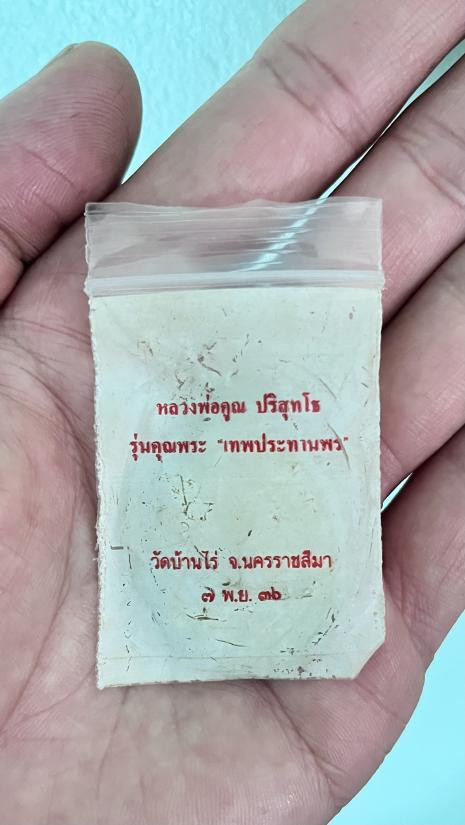 หลวงพ่อคูณ ปริสุทโธ
รุ่นคุณพระ "เทพประทานพร"
วัดบ้านไร่ จ.นครราชสีมา
๗ พ.ย. ๓๖